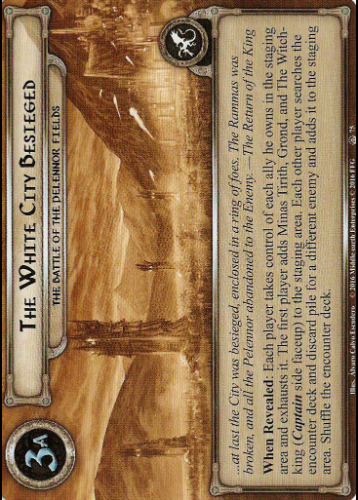 3A
The White City Besieged
The Battle of the Pelennor Fields
...at last the City was besieged, enclosed in a ring of foes. The Rammas was
broken, and all the Pelennor abandoned to the Enemy. —The Return of the King
When Revealed: Each player takes control of each ally he owns in the staging
area and exhausts it. The first player adds Minas Tirith, Grond, and The Witch-
king (Captain side faceup) to the staging area. Each other player searches the
encounter deck and discard pile for a different enemy and adds it to the staging
area. Shuffle the encounter deck.
Illus. Álvaro Calvo Escudero © 2016 Middle-earth Enterprises © 2016 FFG 75